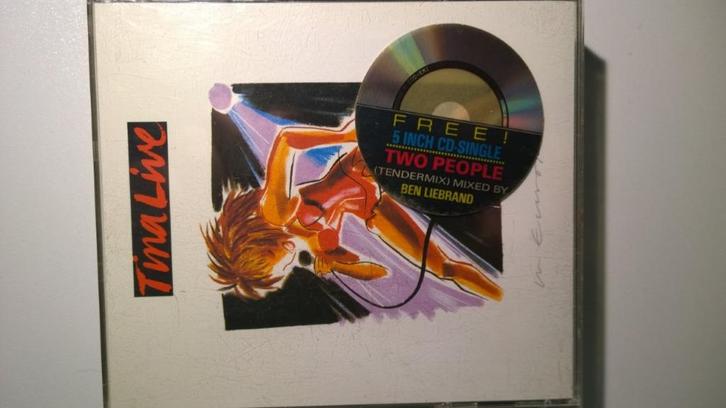 Tina Live
FREE!
5 INCH CD-SINGLE
TWO PEOPLE
(TENDERMIX) MIXED BY
BEN LIEBRAND